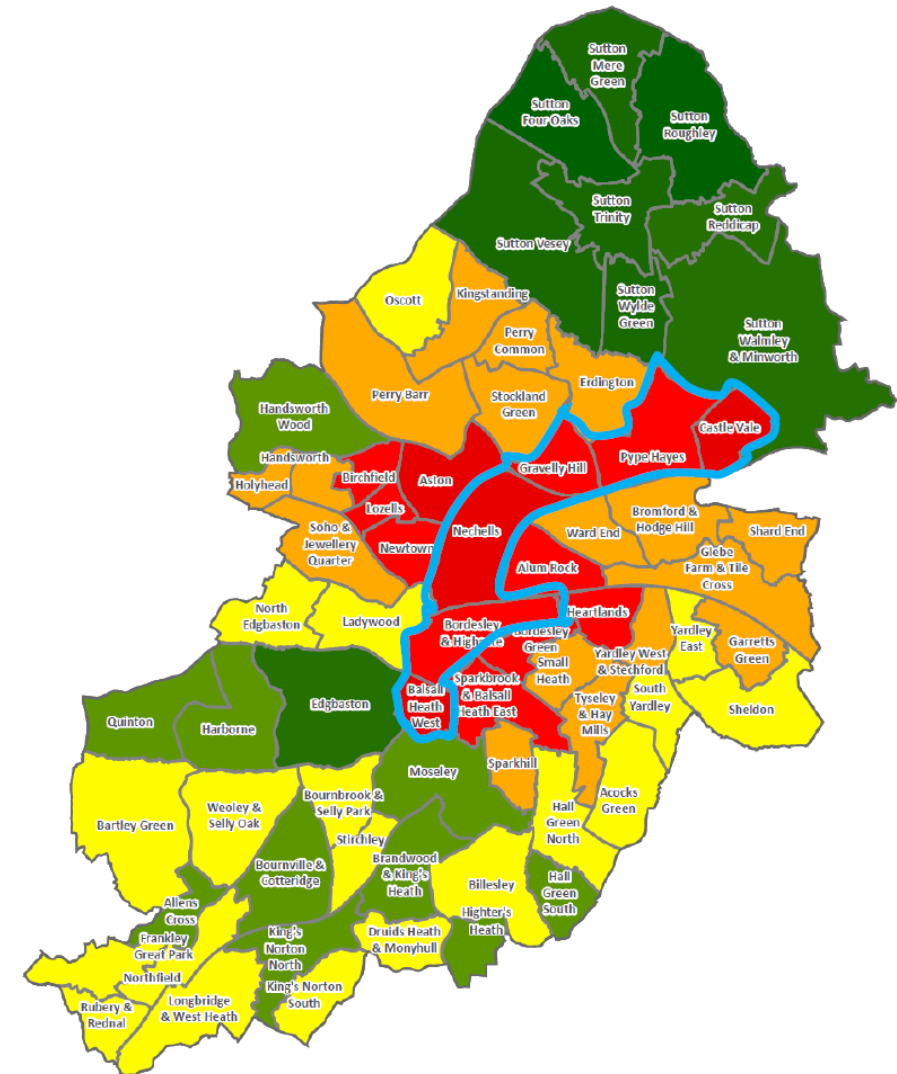 Sutton
Mere
Green
Sutton
Four Oaks
Sutton
Roughley
Sutton
Trinity
Sutton
Reddicap
Sutton Vesey
Sutton
Wylde
Green
Sutton
Walmley
& Minworth
Oscott
Kingstanding
Perry
Common
Erdington
Perry Barr
Stockland
Green
Handsworth
Wood
Castle Vale
Pype Hayes
Handsworth
Gravelly Hill
Birchfield
Aston
Holyhead
Lozells
Nechells
Bromford &
Hodge Hill
Soho &
Jewellery
Quarter
Ward End
Shard End
Newtown
Glebe
Farm & Tile
Cross
Alum Rock
North
Edgbaston
Ladywood
Heartlands
Bordesley
& Highgate
Bordesley
Green
Yardley
East
Garretts
Green
Small
Heath
Yardley West
& Stechford
Sparkbrook
& Balsall
Heath East
South
Yardley
Balsall
Heath
West
Edgbaston
Tyseley
& Hay
Mills
Sheldon
Quinton
Harborne
Moseley
Sparkhill
Acocks
Green
Bournbrook &
Selly Park
Weoley &
Selly Oak
Hall
Green
North
Bartley Green
Stirchley
Brandwood
& King's
Heath
Bournville &
Cotteridge
Billesley
Hall
Green
South
Allens
Cross
Highter's
Heath
King's
Norton
North
Druids Heath
& Monyhull
Frankley
Great Park
Northfield
King's Norton
South
Rubery &
Rednal
Longbridge
& West Heath